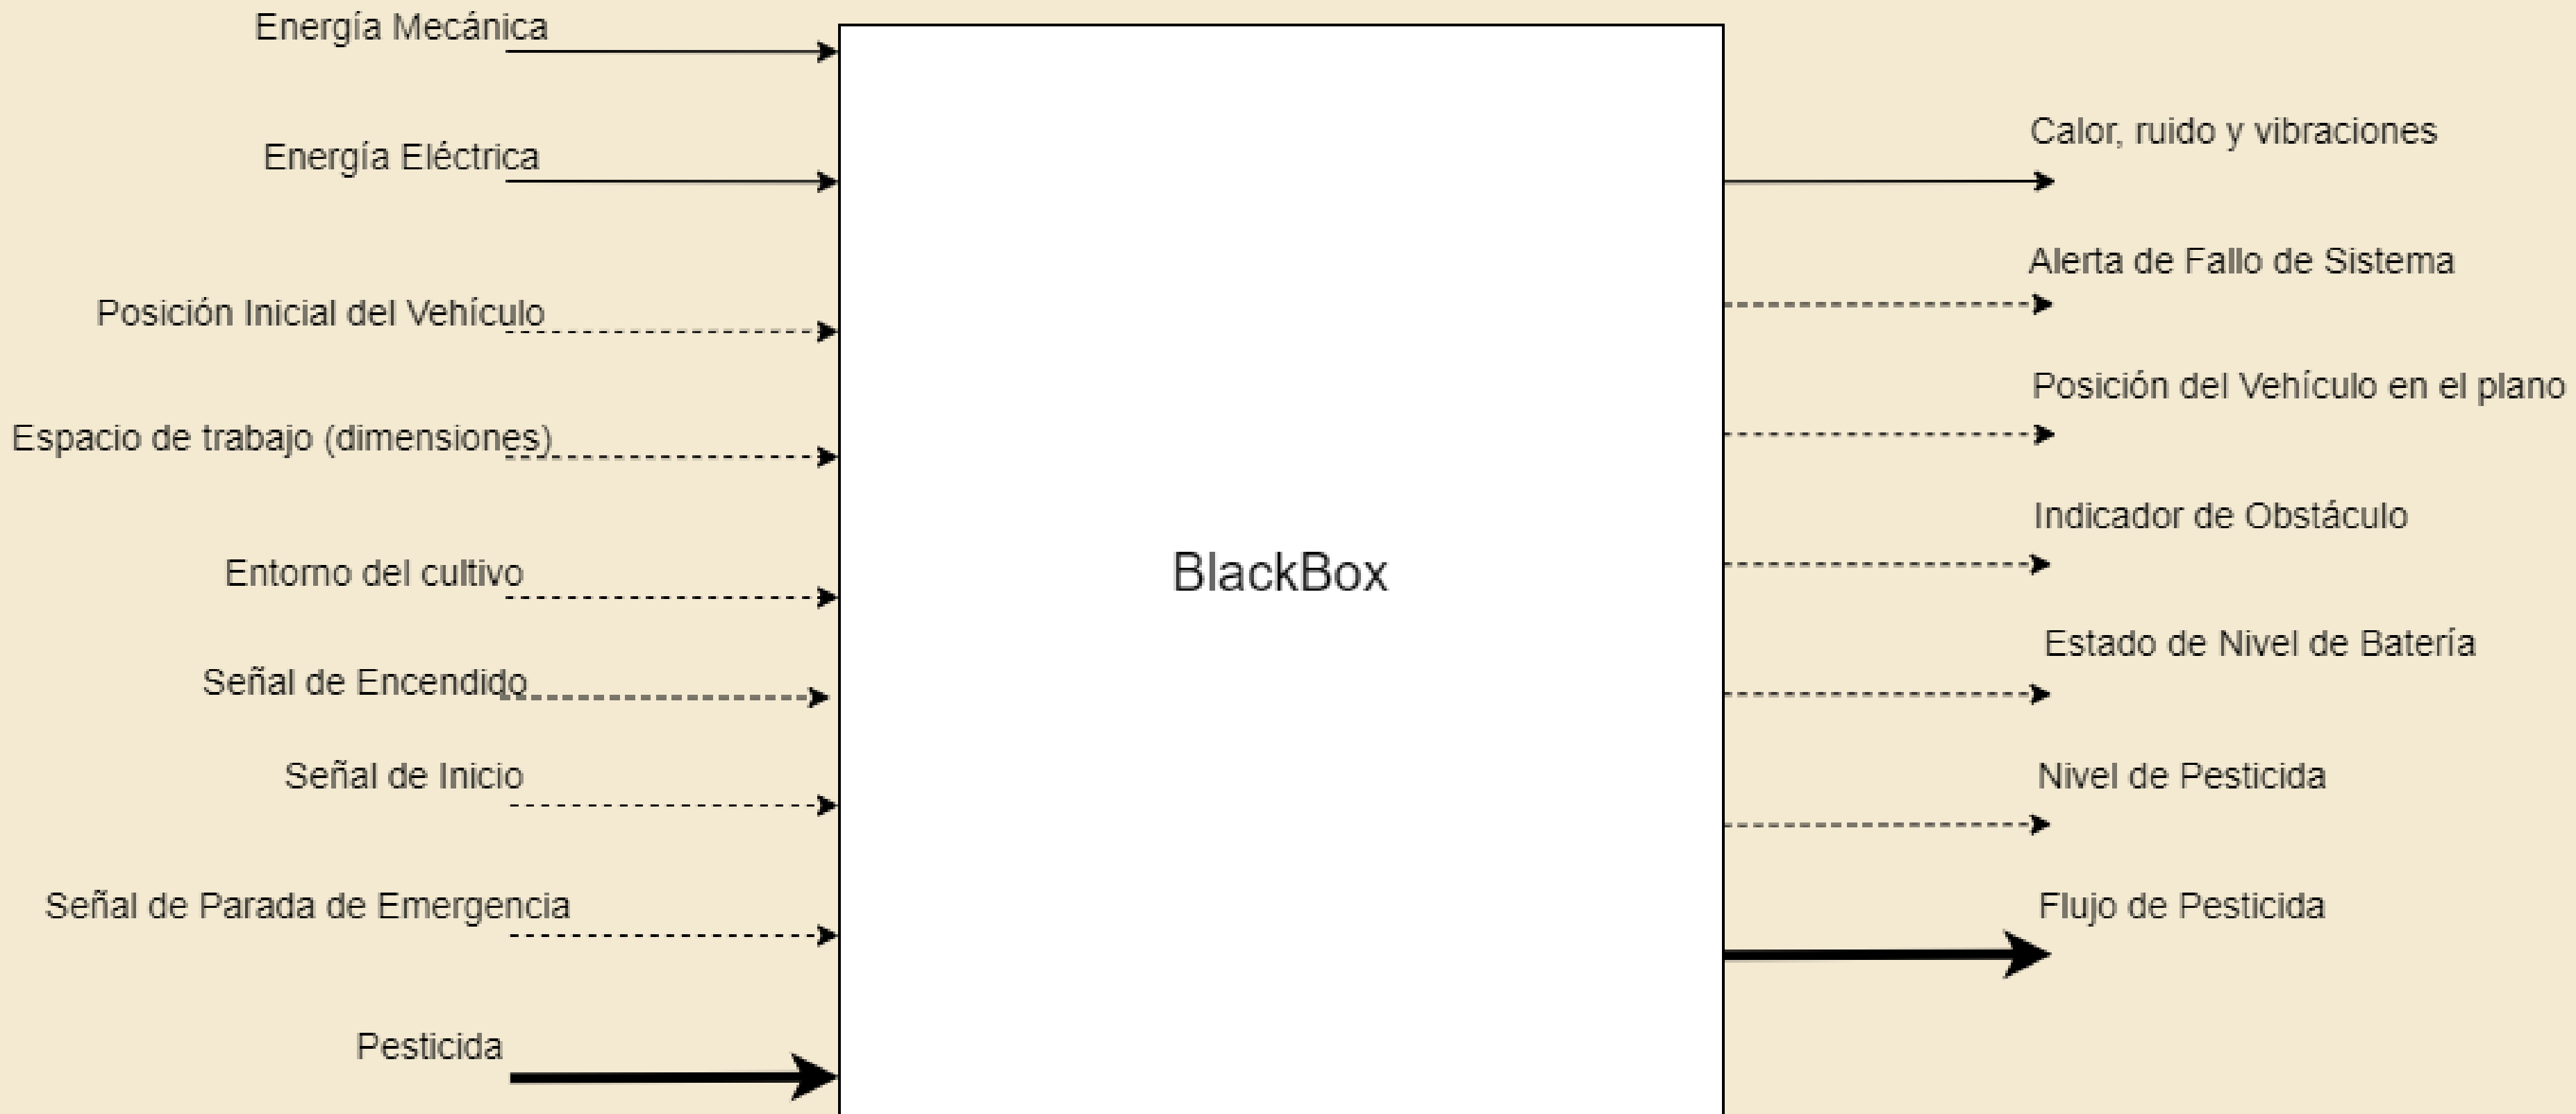 Energía Mecánica
Energía Eléctrica
Posición Inicial del Vehículo
Espacio de trabajo (dimensiones)
Entorno del cultivo
Señal de Encendido
Señal de Inicio
Señal de Parada de Emergencia
Pesticida
BlackBox
Calor, ruido y vibraciones
Alerta de Fallo de Sistema
Posición del Vehículo en el plano
Indicador de Obstáculo
Estado de Nivel de Batería
Nivel de Pesticida
Flujo de Pesticida